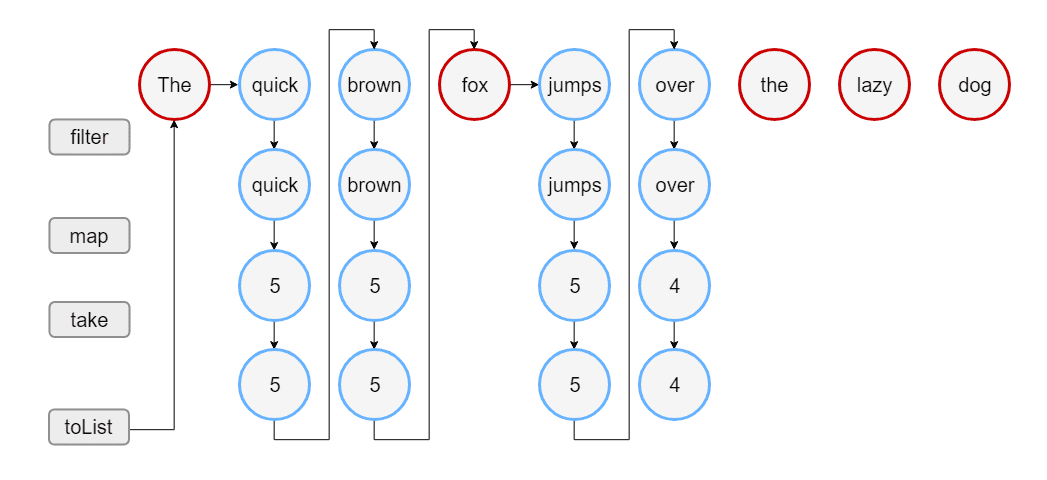 The quick brown fox jumps over the lazy dog
filter
quick brown jumps over
map
5 5 5 4
take
5 5 5 4
toList